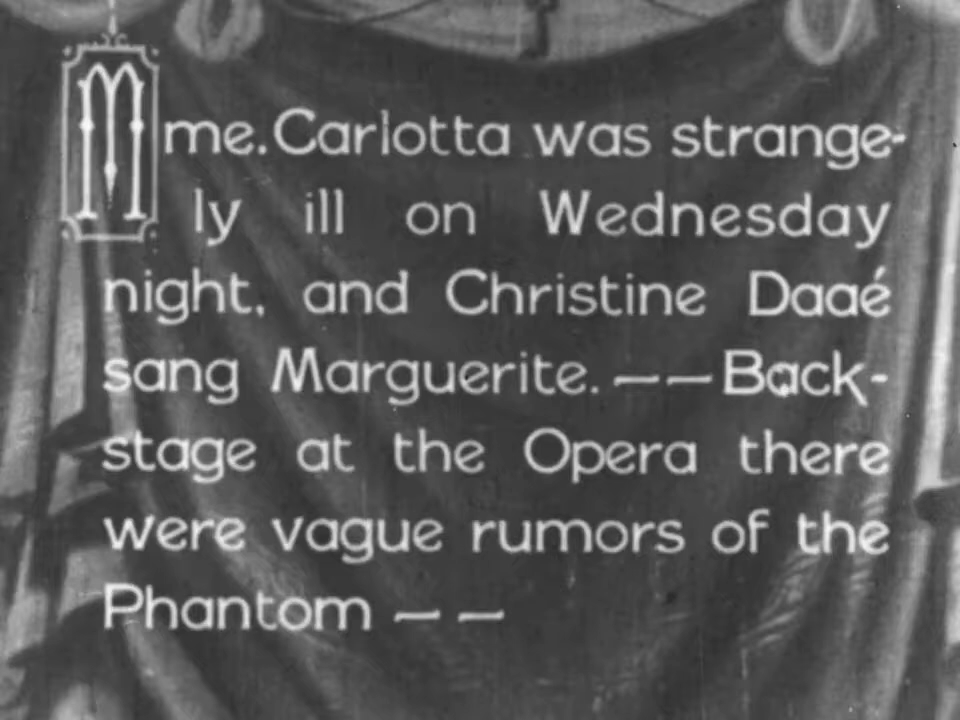 Mme. Carlotta was strange-
ly ill on Wednesday
night, and Christine Daaé
sang Marguerite. — — Back-
stage at the Opera there
were vague rumors of the
Phantom — —